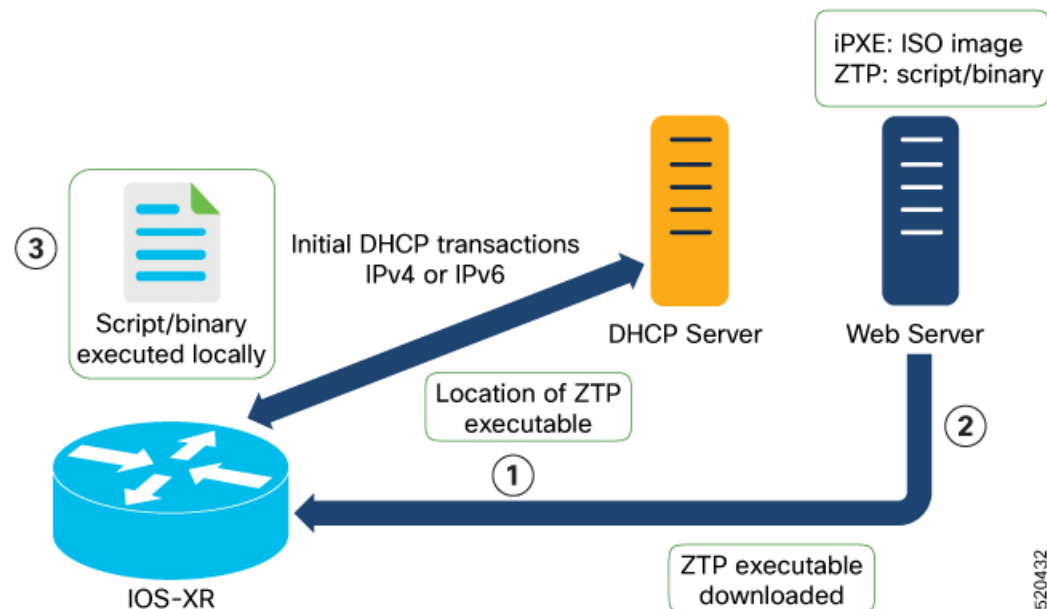 iPXE: ISO image
ZTP: script/binary
3
Script/binary
executed locally
Initial DHCP transactions
IPv4 or IPv6
DHCP Server
Web Server
Location of ZTP
executable
1
2
IOS-XR
ZTP executable
downloaded
520432